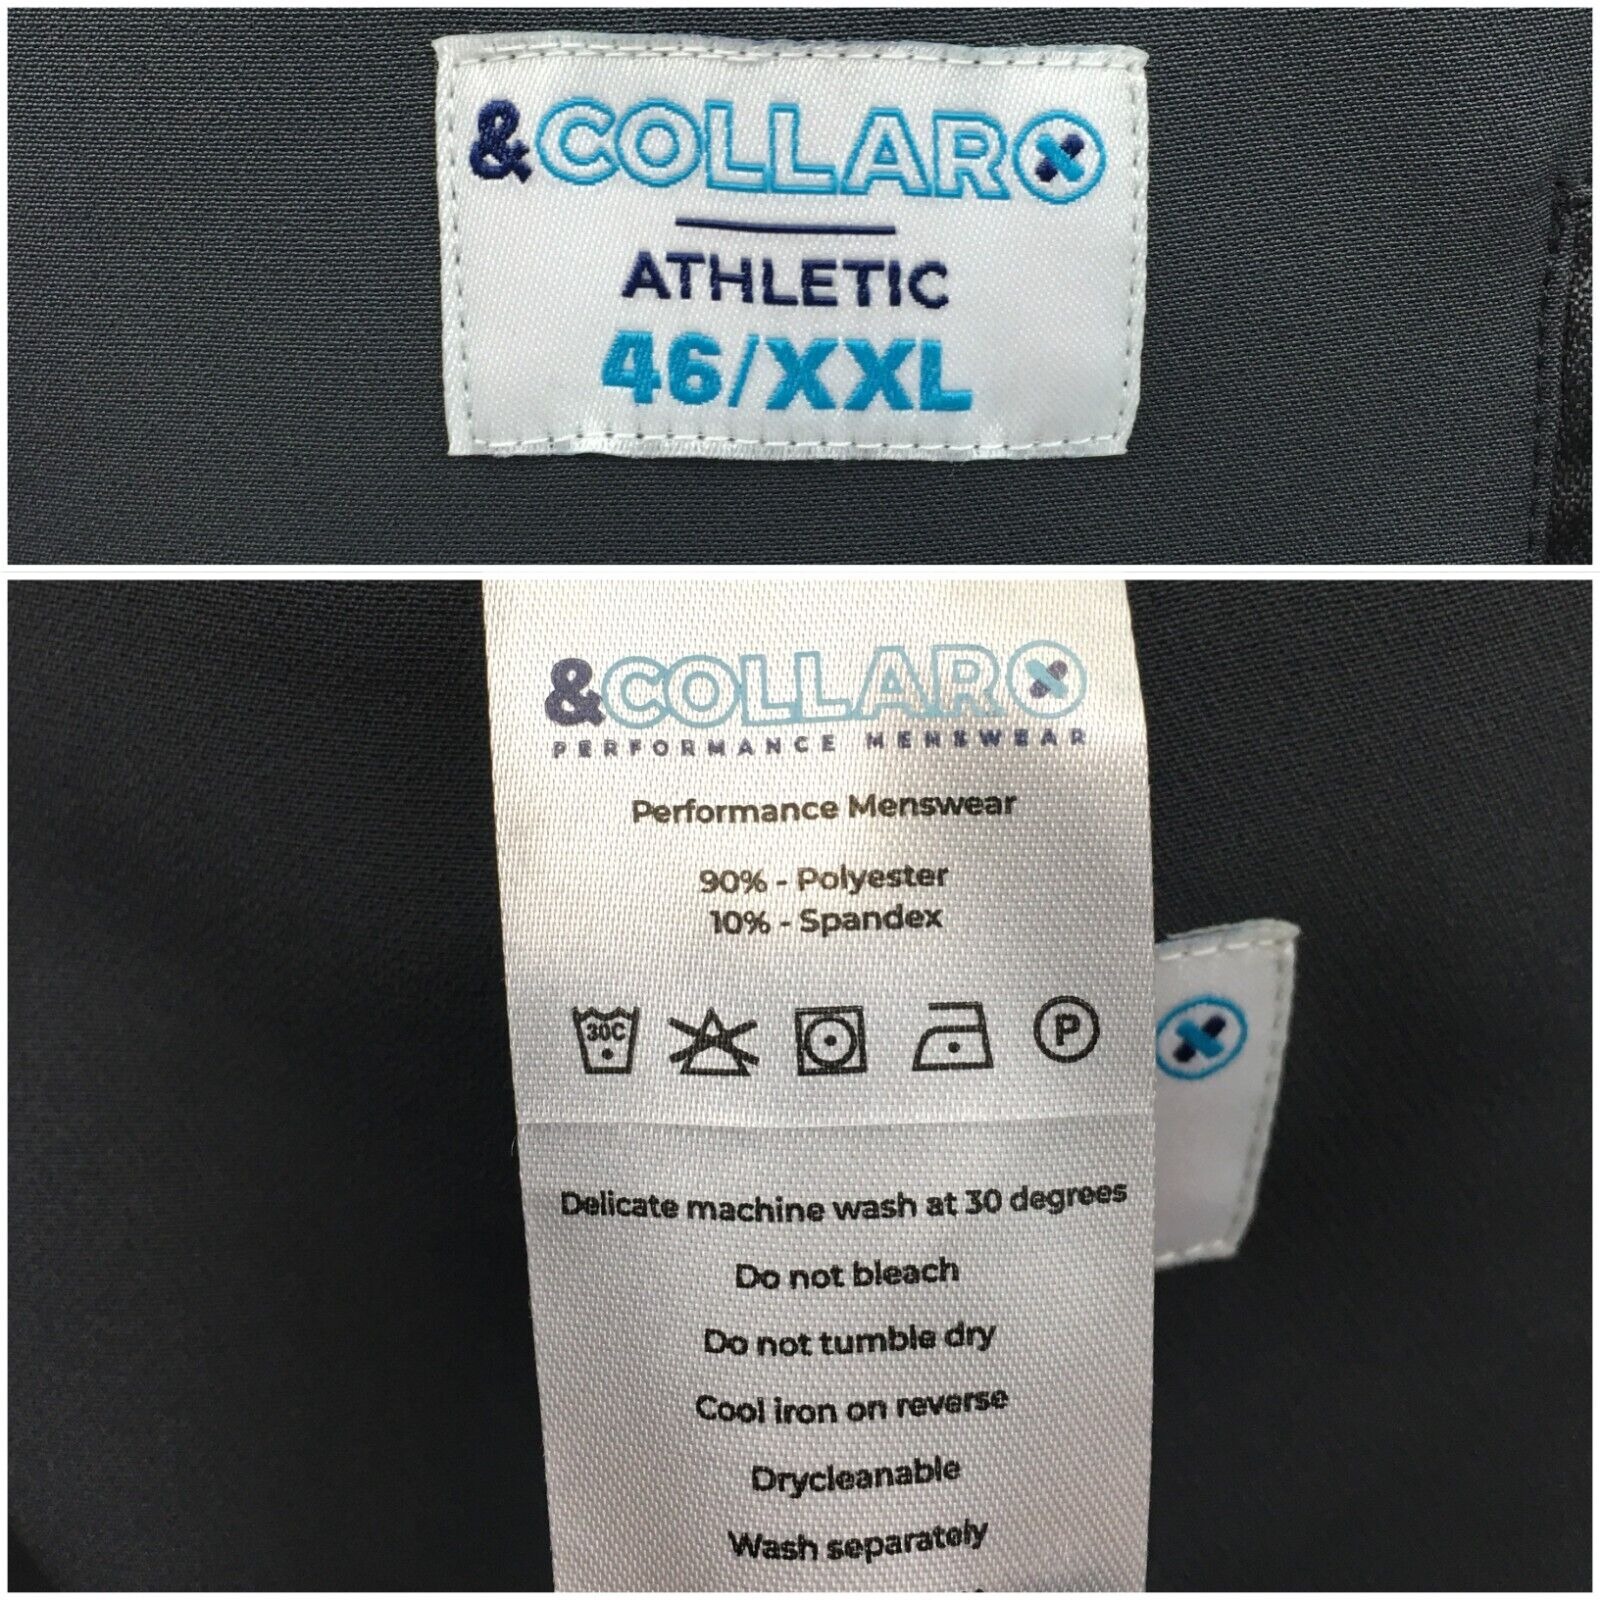 &COLLAR
ATHLETIC
46/XXL
&COLLAR
PERFORMANCE MENSWEAR
Performance Menswear
90% - Polyester
10% - Spandex
30C
P
Delicate machine wash at 30 degrees
Do not bleach
Do not tumble dry
Cool iron on reverse
Drycleanable
Wash separately